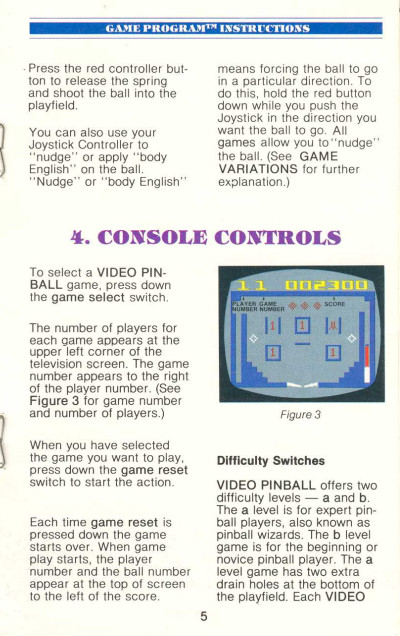 GAME PROGRAM™ INSTRUCTIONS
Press the red controller but-
ton to release the spring
and shoot the ball into the
playfield.
You can also use your
Joystick Controller to
"nudge" or apply "body
English" on the ball.
"Nudge" or "body English"
means forcing the ball to go
in a particular direction. To
do this, hold the red button
down while you push the
Joystick in the direction you
want the ball to go. All
games allow you to "nudge"
the ball. (See GAME
VARIATIONS for further
explanation.)
4. CONSOLE CONTROLS
To select a VIDEO PIN-
BALL game, press down
the game select switch.
The number of players for
each game appears at the
upper left corner of the
television screen. The game
number appears to the right
of the player number. (See
Figure 3 for game number
and number of players.)
When you have selected
the game you want to play,
press down the game reset
switch to start the action.
Each time game reset is
pressed down the game
starts over. When game
play starts, the player
number and the ball number
appear at the top of screen
to the left of the score.
1 1 002300
PLAYER GAME SCORE
NUMBER NUMBER
1 1
1 1
Figure 3
Difficulty Switches
VIDEO PINBALL offers two
difficulty levels — a and b.
The a level is for expert pin-
ball players, also known as
pinball wizards. The b level
game is for the beginning or
novice pinball player. The a
level game has two extra
drain holes at the bottom of
the playfield. Each VIDEO
5